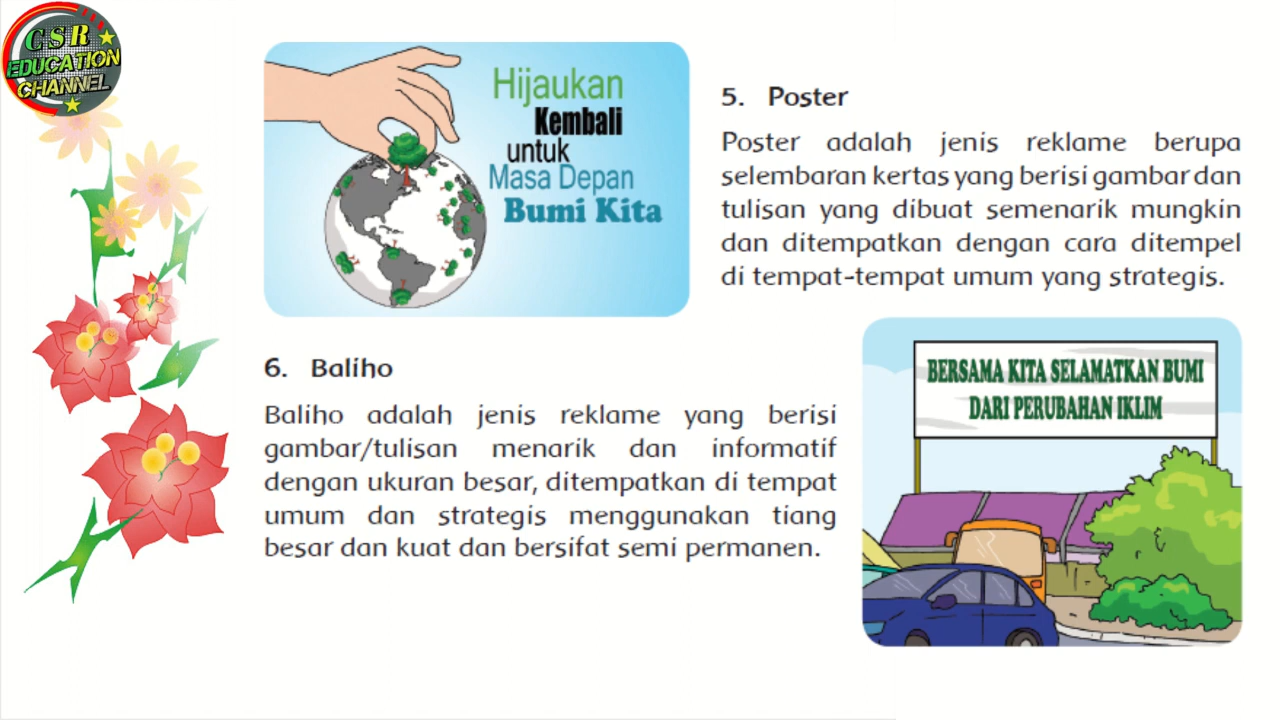 CSR
EDUCATION
CHANNEL
Hijaukan
Kembali
untuk
Masa Depan
Bumi Kita
5. Poster
Poster adalah jenis reklame berupa
selembaran kertas yang berisi gambar dan
tulisan yang dibuat semenarik mungkin
dan ditempatkan dengan cara ditempel
di tempat-tempat umum yang strategis.
6. Baliho
Baliho adalah jenis reklame yang berisi
gambar/tulisan menarik dan informatif
dengan ukuran besar, ditempatkan di tempat
umum dan strategis menggunakan tiang
besar dan kuat dan bersifat semi permanen.
BERSAMA KITA SELAMATKAN BUMI
DARI PERUBAHAN IKLIM